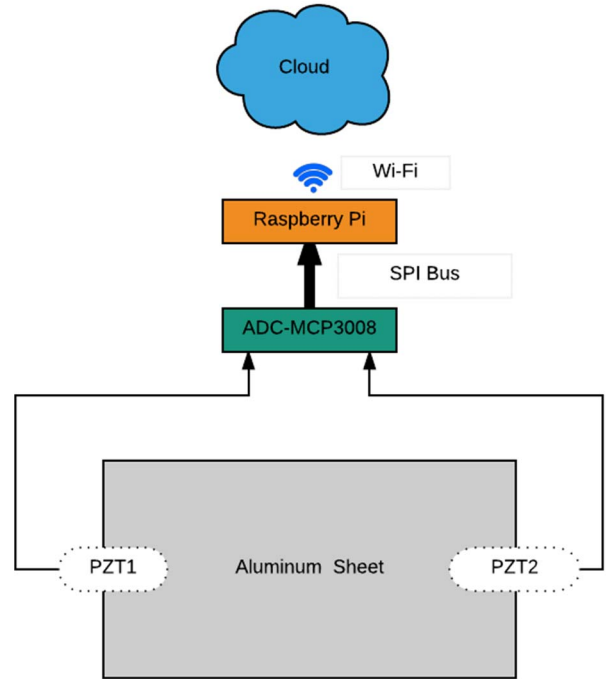 Cloud
Wi-Fi
Raspberry Pi
SPI Bus
ADC-MCP3008
PZT1
Aluminum Sheet
PZT2